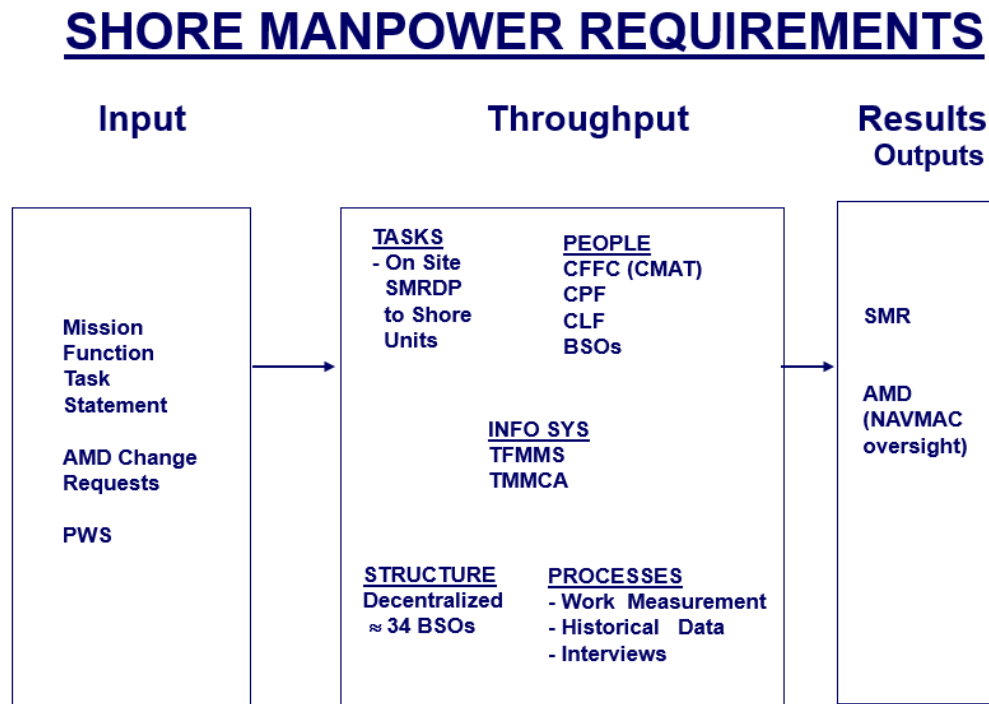 SHORE MANPOWER REQUIREMENTS
Input
Throughput
Results
Outputs
Mission
Function
Task
Statement
AMD Change
Requests
PWS
TASKS
- On Site
SMRDP
to Shore
Units
PEOPLE
CFFC (CMAT)
CPF
CLF
BSOs
INFO SYS
TFMMS
TMMCA
STRUCTURE
Decentralized
≈ 34 BSOs
PROCESSES
- Work Measurement
- Historical Data
- Interviews
SMR
AMD
(NAVMAC
oversight)